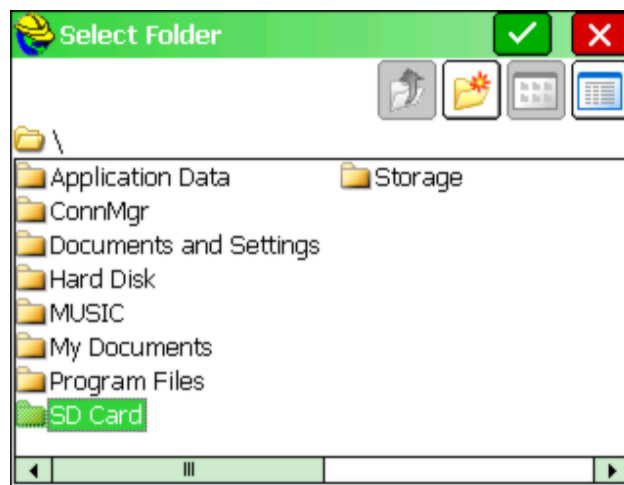 Select Folder
\
Application Data
ConnMgr
Documents and Settings
Hard Disk
MUSIC
My Documents
Program Files
SD Card
Storage